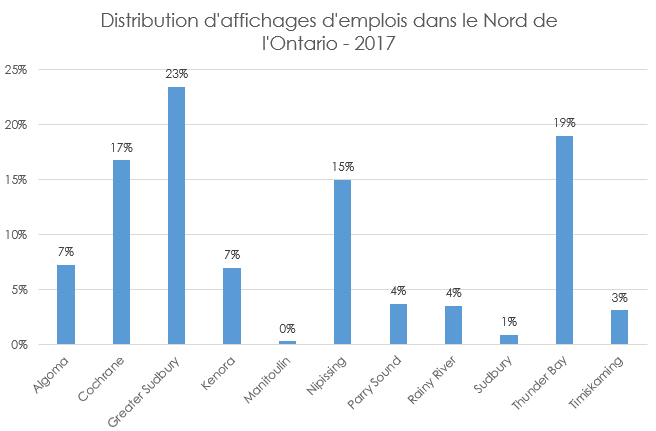 Distribution d'affichages d'emplois dans le Nord de
l'Ontario - 2017
25%
20%
15%
10%
5%
0%
7%
17%
23%
7%
0%
15%
4%
4%
1%
19%
3%
Algoma
Cochrane
Greater Sudbury
Kenora
Manitoulin
Nipissing
Parry Sound
Rainy River
Sudbury
Thunder Bay
Timiskaming